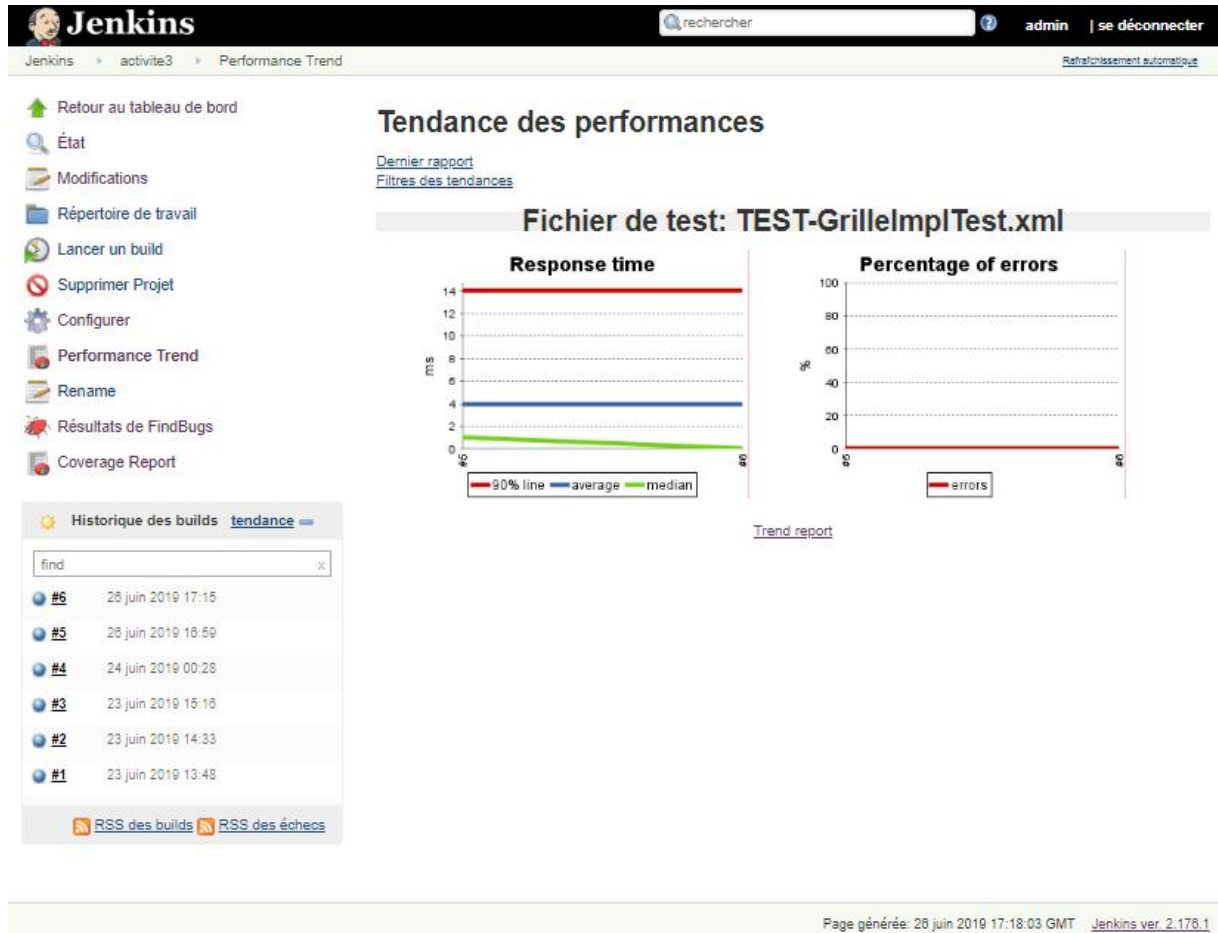 Jenkins
rechercher
admin | se déconnecter
Jenkins activite3 Performance Trend
Rafraîchissement automatique
Retour au tableau de bord
État
Modifications
Répertoire de travail
Lancer un build
Supprimer Projet
Configurer
Performance Trend
Rename
Résultats de FindBugs
Coverage Report
Historique des builds tendance
find x
#6 26 juin 2019 17:15
#5 26 juin 2019 16:59
#4 24 juin 2019 00:28
#3 23 juin 2019 15:16
#2 23 juin 2019 14:33
#1 23 juin 2019 13:48
RSS des builds RSS des échecs
Tendance des performances
Dernier rapport
Filtres des tendances
Fichier de test: TEST-GrilleImplTest.xml
Response time
14
12
10
8
6
4
2
0
ms
#5 #6
90% line average median
Percentage of errors
100
80
60
40
20
0
%
#5 #6
errors
Trend report
Page générée: 26 juin 2019 17:18:03 GMT Jenkins ver. 2.176.1